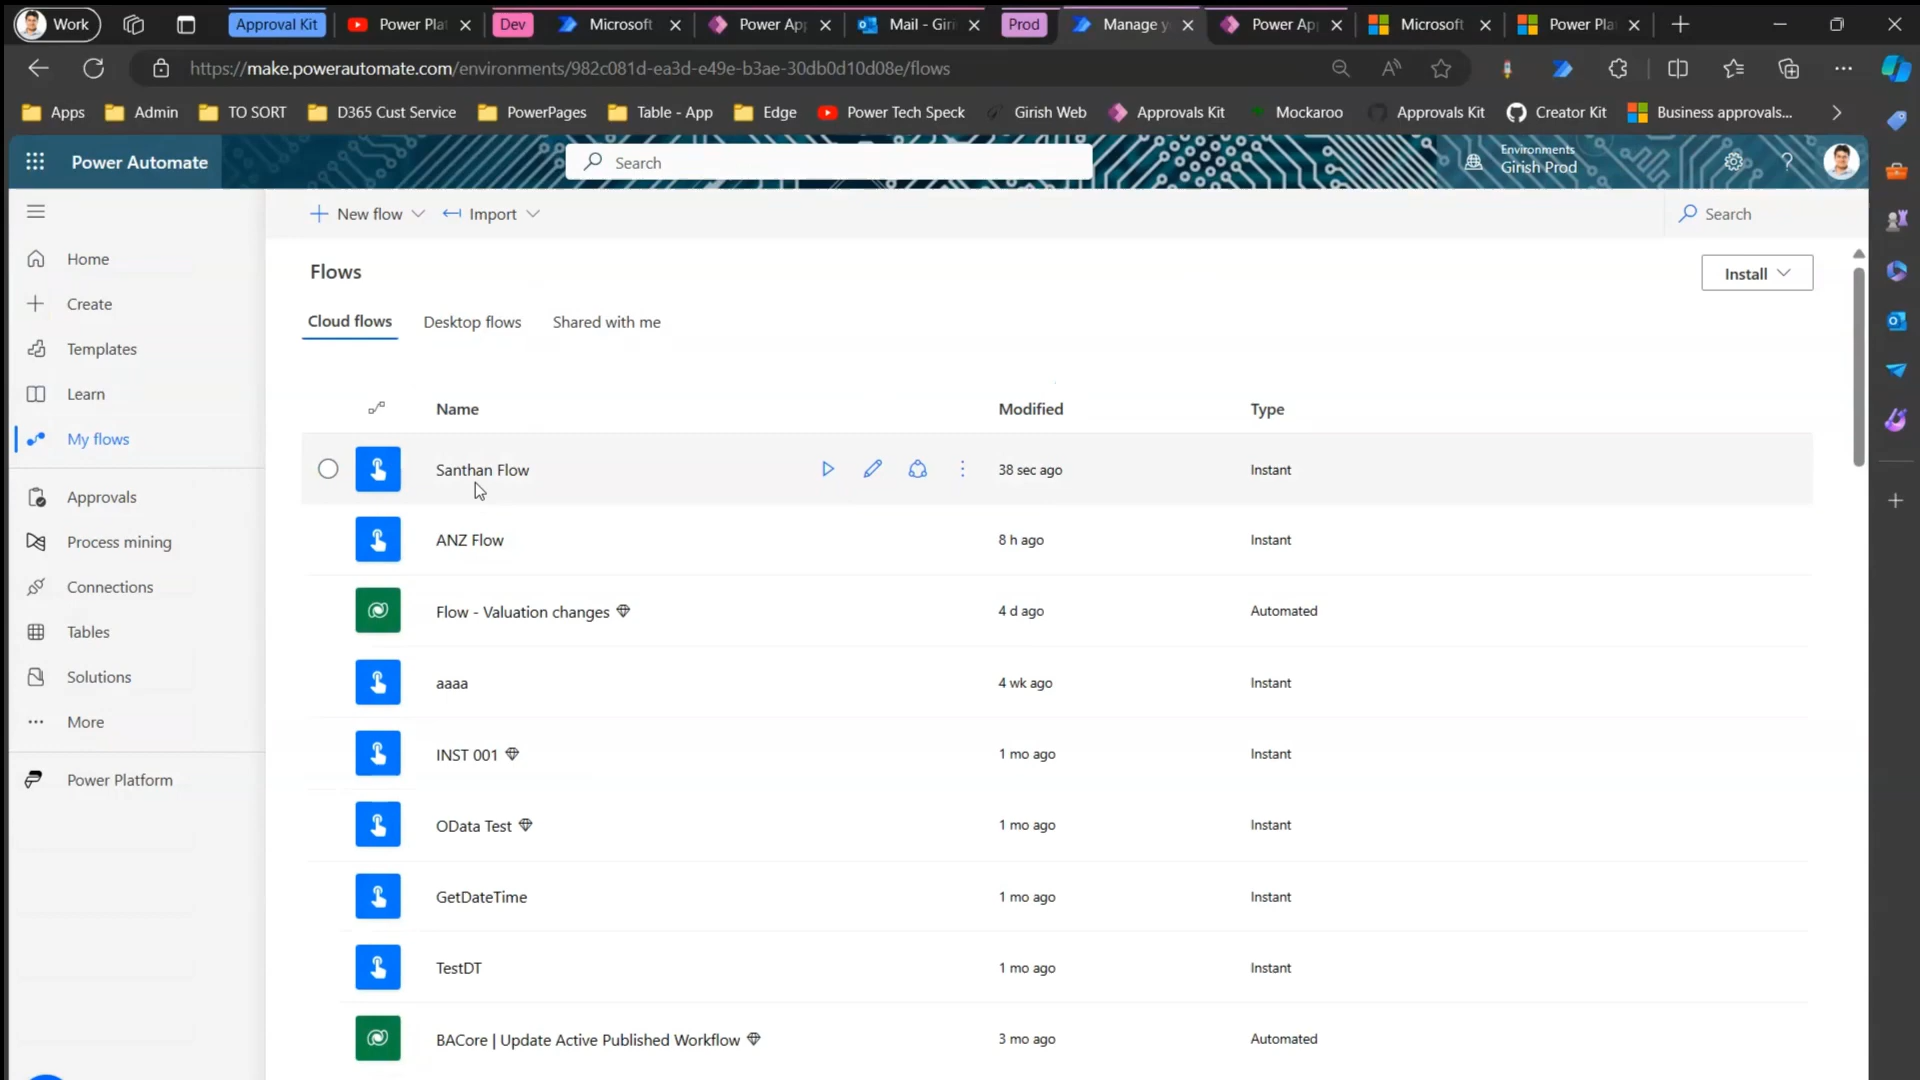 Work
Approval Kit
Power Pla
Dev
Microsoft
Power Ap
Mail - Giri
Prod
Manage y
Power Ap
Microsoft
Power Pla
https://make.powerautomate.com/environments/982c081d-ea3d-e49e-b3ae-30db0d10d08e/flows
Apps
Admin
TO SORT
D365 Cust Service
PowerPages
Table - App
Edge
Power Tech Speck
Girish Web
Approvals Kit
Mockaroo
Approvals Kit
Creator Kit
Business approvals...
Power Automate
Search
Environments
Girish Prod
New flow
Import
Search
Home
Create
Templates
Learn
My flows
Approvals
Process mining
Connections
Tables
Solutions
More
Power Platform
Flows
Install
Cloud flows
Desktop flows
Shared with me
Name Modified Type
Santhan Flow 38 sec ago Instant
ANZ Flow 8 h ago Instant
Flow - Valuation changes 4 d ago Automated
aaaa 4 wk ago Instant
INST 001 1 mo ago Instant
OData Test 1 mo ago Instant
GetDateTime 1 mo ago Instant
TestDT 1 mo ago Instant
BACore | Update Active Published Workflow 3 mo ago Automated